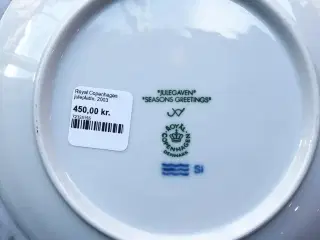 Royal Copenhagen
juleplatte, 2003
450,00 kr.
"JULEGAVEN"
"SEASONS GREETINGS"
ROYAL
COPENHAGEN
DENMARK